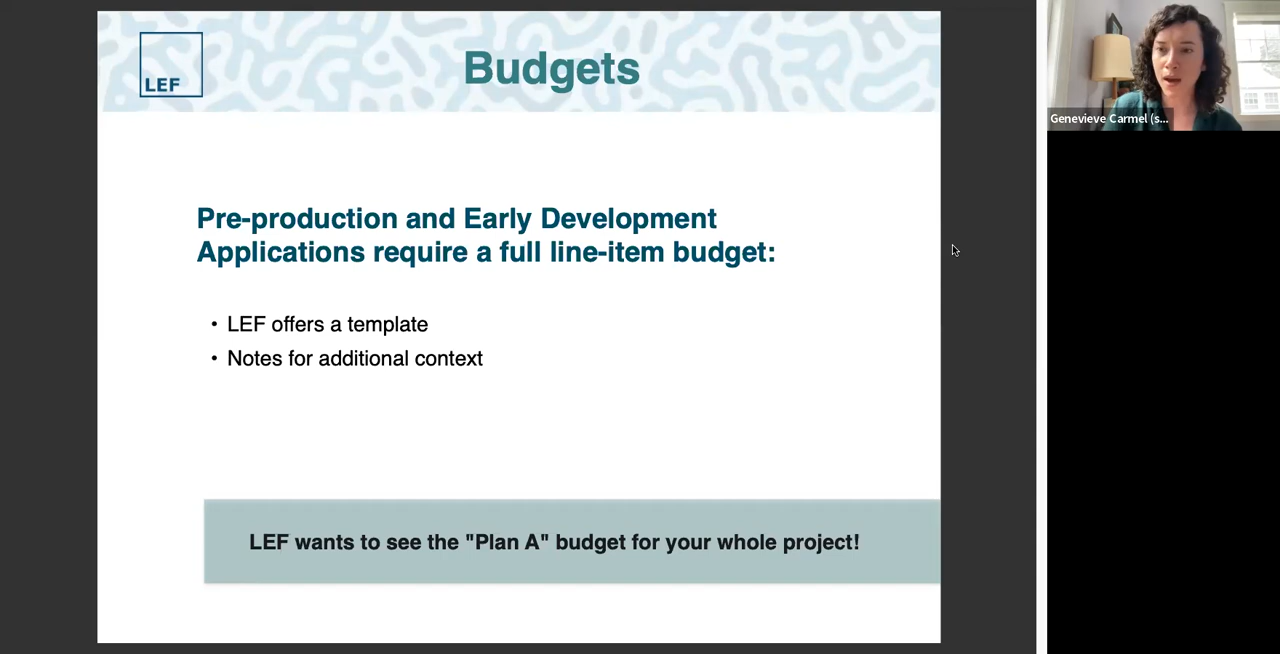 LEF
Budgets
Genevieve Carmel (s...
Pre-production and Early Development
Applications require a full line-item budget:
• LEF offers a template
• Notes for additional context
LEF wants to see the "Plan A" budget for your whole project!